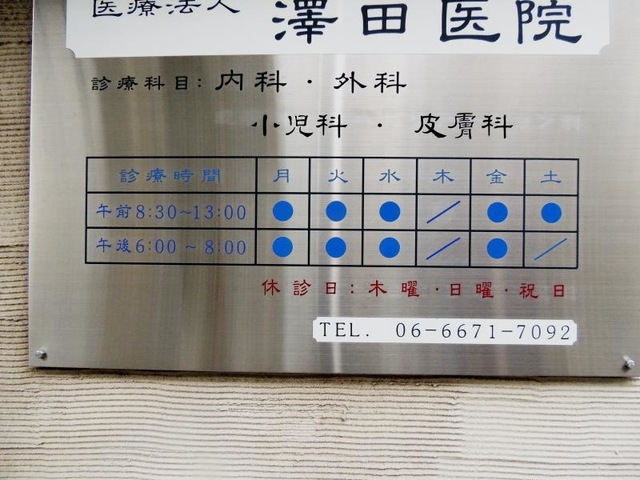 医療法人 澤田医院
診療科目: 内科・外科
小児科・皮膚科
診療時間 月 火 水 木 金 土
午前8:30~13:00 ● ● ● ／ ● ●
午後6:00~8:00 ● ● ● ／ ● ／
休診日:木曜・日曜・祝日
TEL. 06-6671-7092